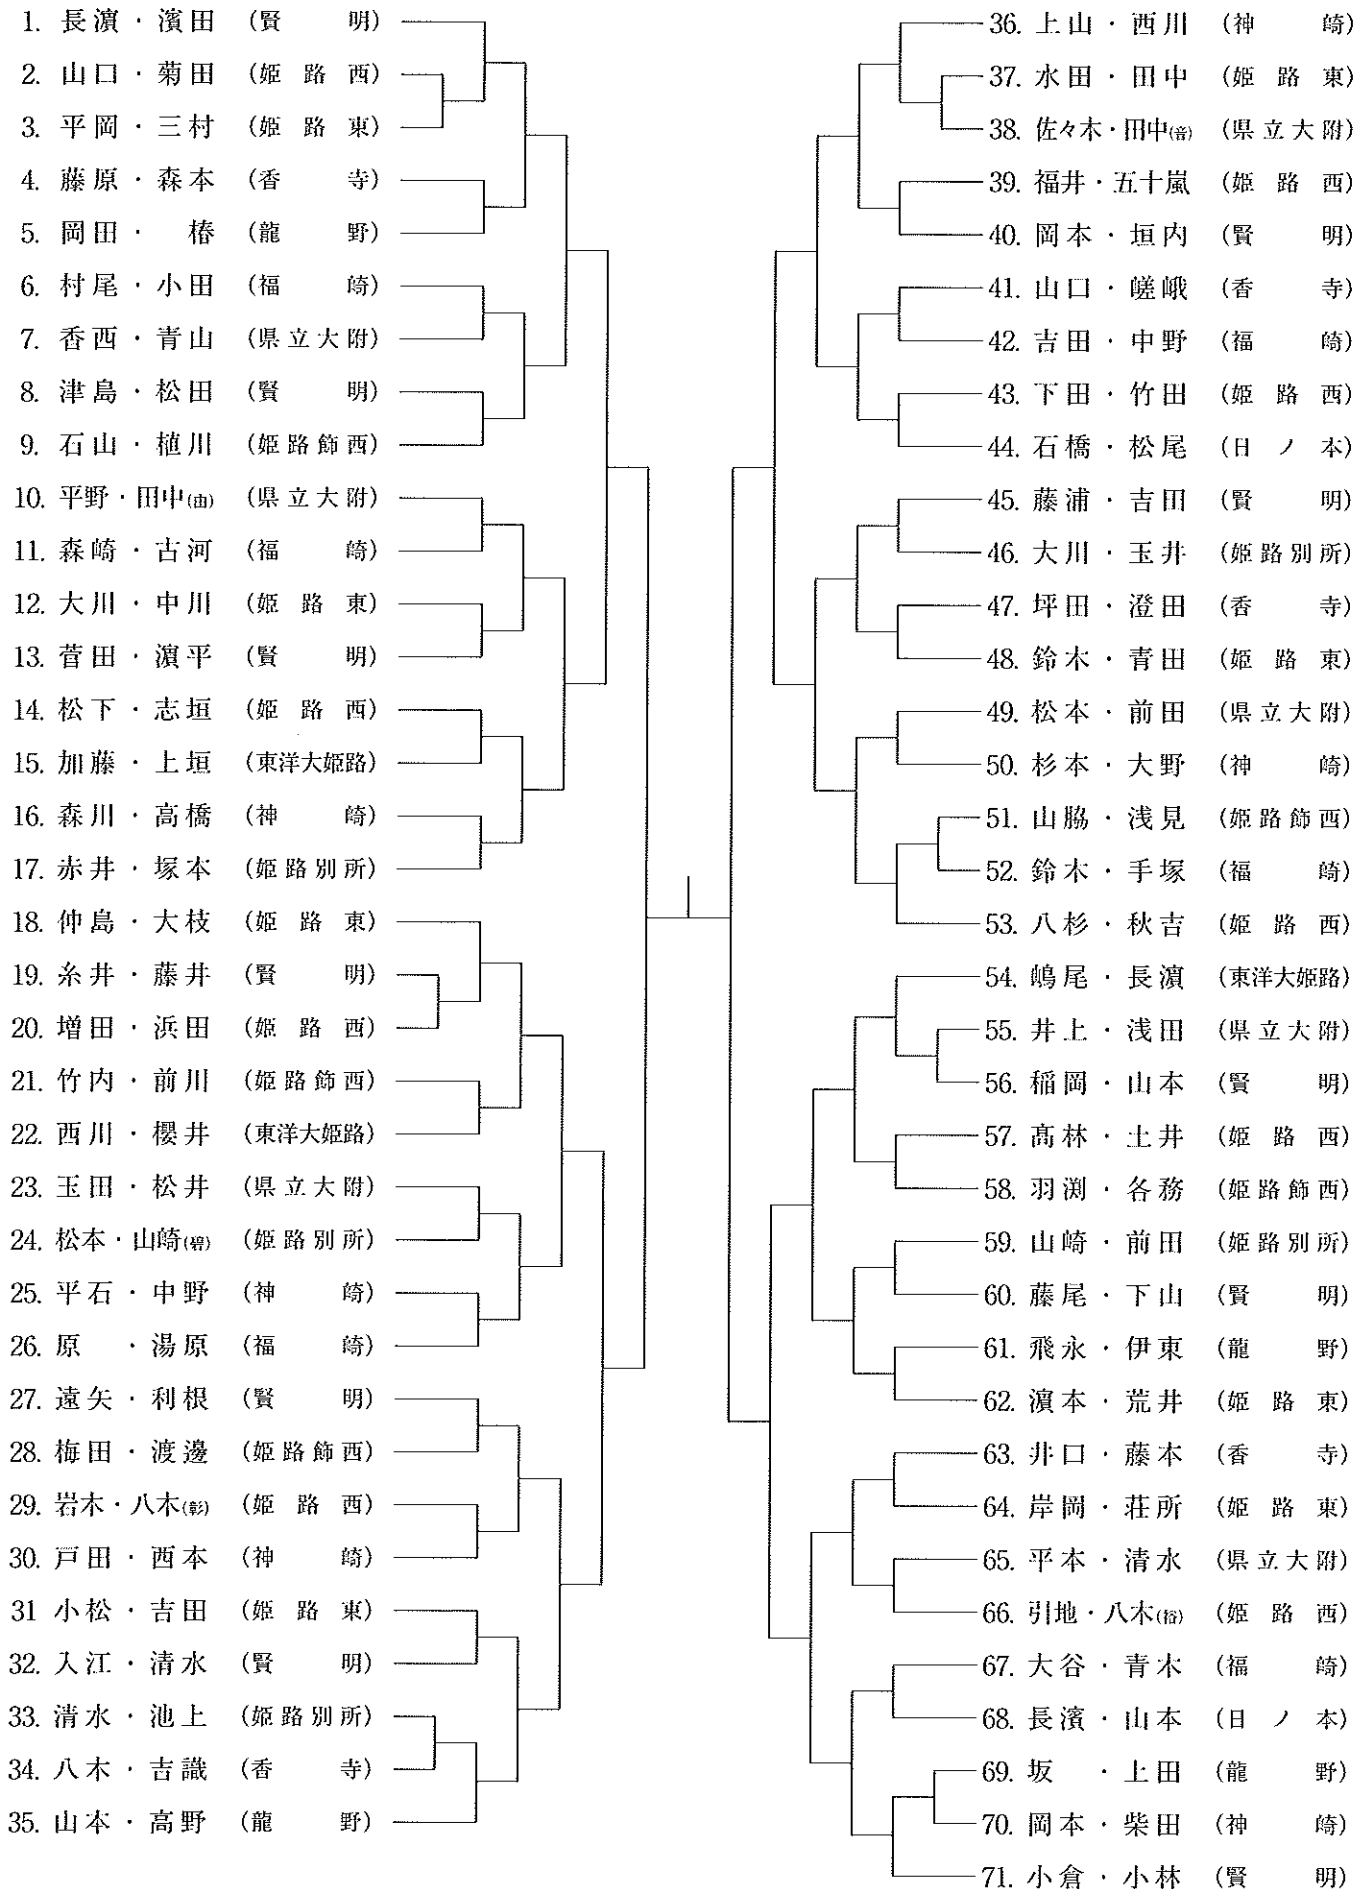 1. 長濵・濱田 (賢明)
2. 山口・菊田 (姫路西)
3. 平岡・三村 (姫路東)
4. 藤原・森本 (香寺)
5. 岡田・椿 (龍野)
6. 村尾・小田 (福崎)
7. 香西・青山 (県立大附)
8. 津島・松田 (賢明)
9. 石山・植川 (姫路飾西)
10. 平野・田中(由) (県立大附)
11. 森崎・古河 (福崎)
12. 大川・中川 (姫路東)
13. 菅田・濵平 (賢明)
14. 松下・志垣 (姫路西)
15. 加藤・上垣 (東洋大姫路)
16. 森川・高橋 (神崎)
17. 赤井・塚本 (姫路別所)
18. 仲島・大枝 (姫路東)
19. 糸井・藤井 (賢明)
20. 増田・浜田 (姫路西)
21. 竹内・前川 (姫路飾西)
22. 西川・櫻井 (東洋大姫路)
23. 玉田・松井 (県立大附)
24. 松本・山崎(碧) (姫路別所)
25. 平石・中野 (神崎)
26. 原・湯原 (福崎)
27. 遠矢・利根 (賢明)
28. 梅田・渡邊 (姫路飾西)
29. 岩木・八木(彰) (姫路西)
30. 戸田・西本 (神崎)
31 小松・吉田 (姫路東)
32. 入江・清水 (賢明)
33. 清水・池上 (姫路別所)
34. 八木・吉識 (香寺)
35. 山本・高野 (龍野)
36. 上山・西川 (神崎)
37. 水田・田中 (姫路東)
38. 佐々木・田中(音) (県立大附)
39. 福井・五十嵐 (姫路西)
40. 岡本・垣内 (賢明)
41. 山口・嵯峨 (香寺)
42. 吉田・中野 (福崎)
43. 下田・竹田 (姫路西)
44. 石橋・松尾 (日ノ本)
45. 藤浦・吉田 (賢明)
46. 大川・玉井 (姫路別所)
47. 坪田・澄田 (香寺)
48. 鈴木・青田 (姫路東)
49. 松本・前田 (県立大附)
50. 杉本・大野 (神崎)
51. 山脇・浅見 (姫路飾西)
52. 鈴木・手塚 (福崎)
53. 八杉・秋吉 (姫路西)
54. 嶋尾・長濵 (東洋大姫路)
55. 井上・浅田 (県立大附)
56. 稲岡・山本 (賢明)
57. 髙林・土井 (姫路西)
58. 羽渕・各務 (姫路飾西)
59. 山崎・前田 (姫路別所)
60. 藤尾・下山 (賢明)
61. 飛永・伊東 (龍野)
62. 濵本・荒井 (姫路東)
63. 井口・藤本 (香寺)
64. 岸岡・荘所 (姫路東)
65. 平本・清水 (県立大附)
66. 引地・八木 (姫路西)
67. 大谷・青木 (福崎)
68. 長濱・山本 (日ノ本)
69. 坂・上田 (龍野)
70. 岡本・柴田 (神崎)
71. 小倉・小林 (賢明)